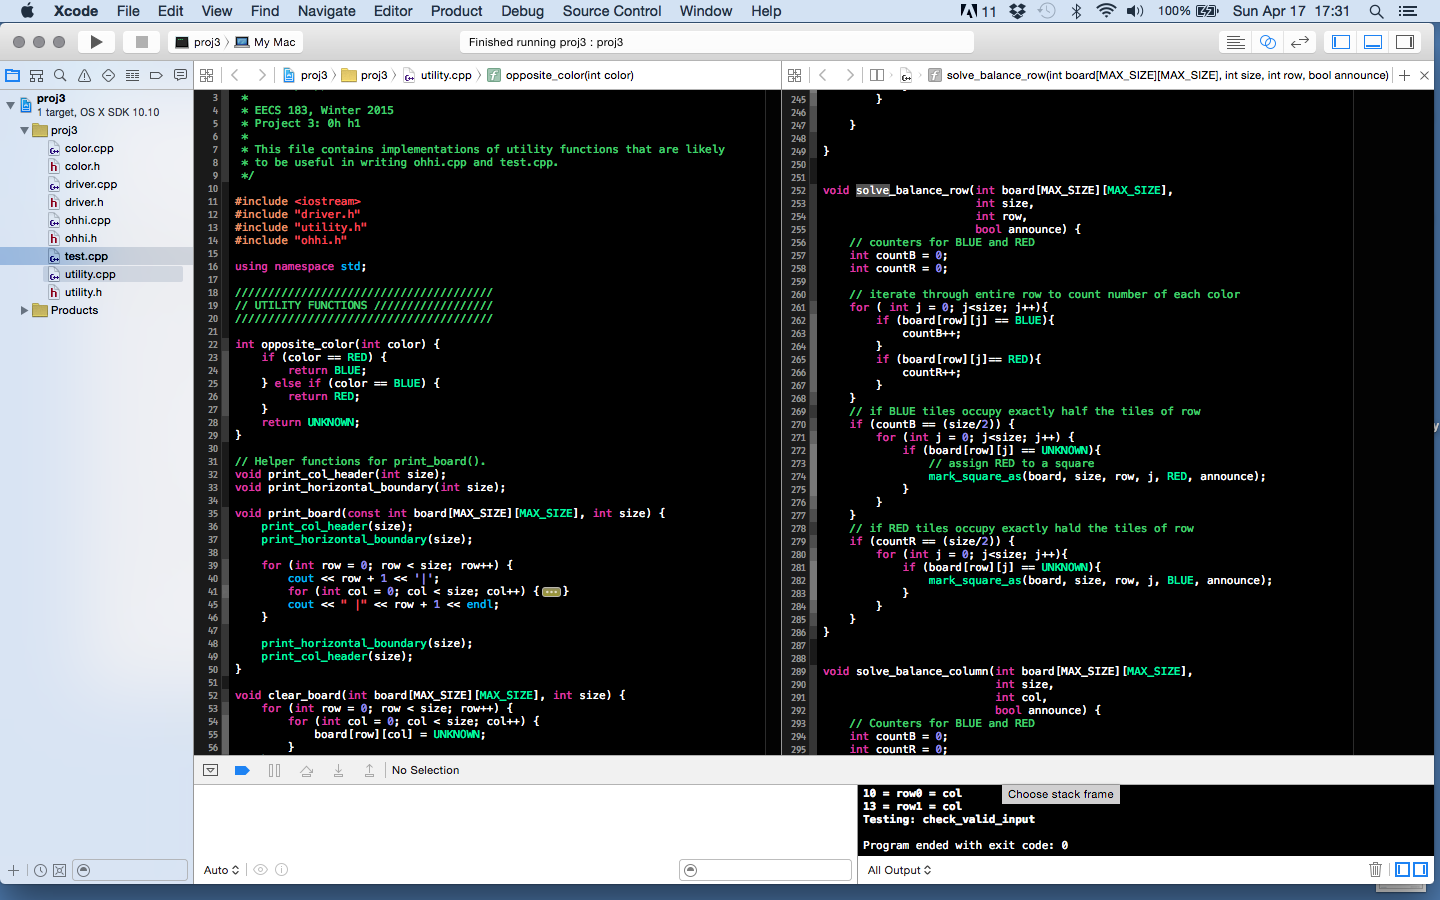 Xcode File Edit View Find Navigate Editor Product Debug Source Control Window Help 11 100% Sun Apr 17 17:31
proj3 My Mac Finished running proj3 : proj3
proj3 proj3 utility.cpp opposite_color(int color)
solve_balance_row(int board[MAX_SIZE][MAX_SIZE], int size, int row, bool announce)
proj3
1 target, OS X SDK 10.10
proj3
color.cpp
color.h
driver.cpp
driver.h
ohhi.cpp
ohhi.h
test.cpp
utility.cpp
utility.h
Products
3 *
4 * EECS 183, Winter 2015
5 * Project 3: 0h h1
6 *
7 * This file contains implementations of utility functions that are likely
8 * to be useful in writing ohhi.cpp and test.cpp.
9 */
10
11 #include <iostream>
12 #include "driver.h"
13 #include "utility.h"
14 #include "ohhi.h"
15
16 using namespace std;
17
18 ///////////////////////////////////////
19 // UTILITY FUNCTIONS //////////////////
20 ///////////////////////////////////////
21
22 int opposite_color(int color) {
23 if (color == RED) {
24 return BLUE;
25 } else if (color == BLUE) {
26 return RED;
27 }
28 return UNKNOWN;
29 }
30
31 // Helper functions for print_board().
32 void print_col_header(int size);
33 void print_horizontal_boundary(int size);
34
35 void print_board(const int board[MAX_SIZE][MAX_SIZE], int size) {
36 print_col_header(size);
37 print_horizontal_boundary(size);
38
39 for (int row = 0; row < size; row++) {
40 cout << row + 1 << '|';
41 for (int col = 0; col < size; col++) {...}
45 cout << " |" << row + 1 << endl;
46 }
47
48 print_horizontal_boundary(size);
49 print_col_header(size);
50 }
51
52 void clear_board(int board[MAX_SIZE][MAX_SIZE], int size) {
53 for (int row = 0; row < size; row++) {
54 for (int col = 0; col < size; col++) {
55 board[row][col] = UNKNOWN;
56 }
245 }
246
247 }
248
249 }
250
251
252 void solve_balance_row(int board[MAX_SIZE][MAX_SIZE],
253 int size,
254 int row,
255 bool announce) {
256 // counters for BLUE and RED
257 int countB = 0;
258 int countR = 0;
259
260 // iterate through entire row to count number of each color
261 for ( int j = 0; j<size; j++){
262 if (board[row][j] == BLUE){
263 countB++;
264 }
265 if (board[row][j]== RED){
266 countR++;
267 }
268 }
269 // if BLUE tiles occupy exactly half the tiles of row
270 if (countB == (size/2)) {
271 for (int j = 0; j<size; j++) {
272 if (board[row][j] == UNKNOWN){
273 // assign RED to a square
274 mark_square_as(board, size, row, j, RED, announce);
275 }
276 }
277 }
278 // if RED tiles occupy exactly hald the tiles of row
279 if (countR == (size/2)) {
280 for (int j = 0; j<size; j++){
281 if (board[row][j] == UNKNOWN){
282 mark_square_as(board, size, row, j, BLUE, announce);
283 }
284 }
285 }
286 }
287
288
289 void solve_balance_column(int board[MAX_SIZE][MAX_SIZE],
290 int size,
291 int col,
292 bool announce) {
293 // Counters for BLUE and RED
294 int countB = 0;
295 int countR = 0;
No Selection
10 = row0 = col
13 = row1 = col
Testing: check_valid_input
Program ended with exit code: 0
Choose stack frame
Auto
All Output